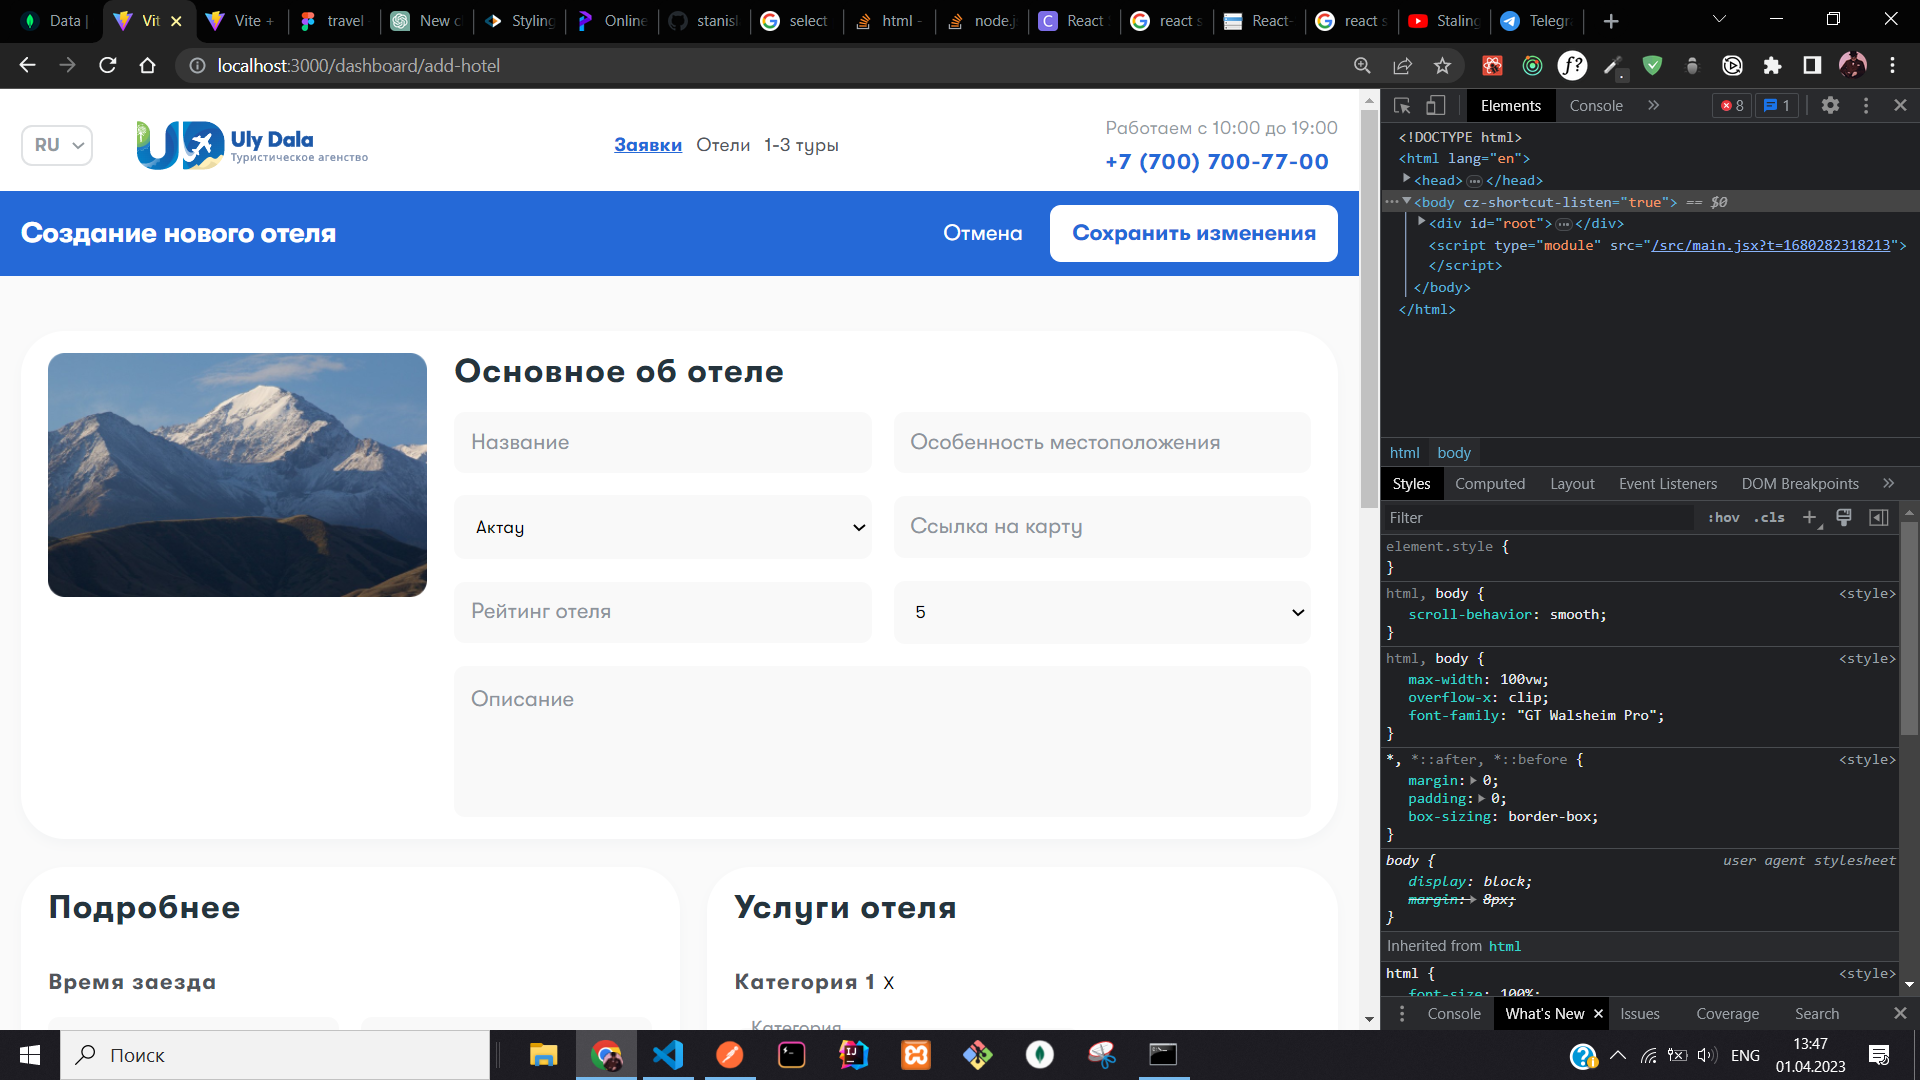 Data |
Vit
Vite +
travel
New c
Styling
Online
stanisl
select
html -
node.j
React
react s
React-
react s
Staling
Telegra
localhost:3000/dashboard/add-hotel
RU
Uly Dala
Туристическое агенство
Заявки Отели 1-3 туры
Работаем с 10:00 до 19:00
+7 (700) 700-77-00
Создание нового отеля
Отмена
Сохранить изменения
Основное об отеле
Название
Особенность местоположения
Актау
Ссылка на карту
Рейтинг отеля
5
Описание
Подробнее
Время заезда
Услуги отеля
Категория 1 X
Категория
Elements Console » 8 1
<!DOCTYPE html>
<html lang="en">
<head> ••• </head>
<body cz-shortcut-listen="true"> == $0
<div id="root"> ••• </div>
<script type="module" src="/src/main.jsx?t=1680282318213">
</script>
</body>
</html>
html body
Styles Computed Layout Event Listeners DOM Breakpoints »
Filter :hov .cls
element.style {
}
html, body { <style>
scroll-behavior: smooth;
}
html, body { <style>
max-width: 100vw;
overflow-x: clip;
font-family: "GT Walsheim Pro";
}
*, *::after, *::before { <style>
margin: 0;
padding: 0;
box-sizing: border-box;
}
body { user agent stylesheet
display: block;
margin: 8px;
}
Inherited from html
html { <style>
font-size: 100%;
Console What's New Issues Coverage Search
Поиск
ENG
13:47
01.04.2023